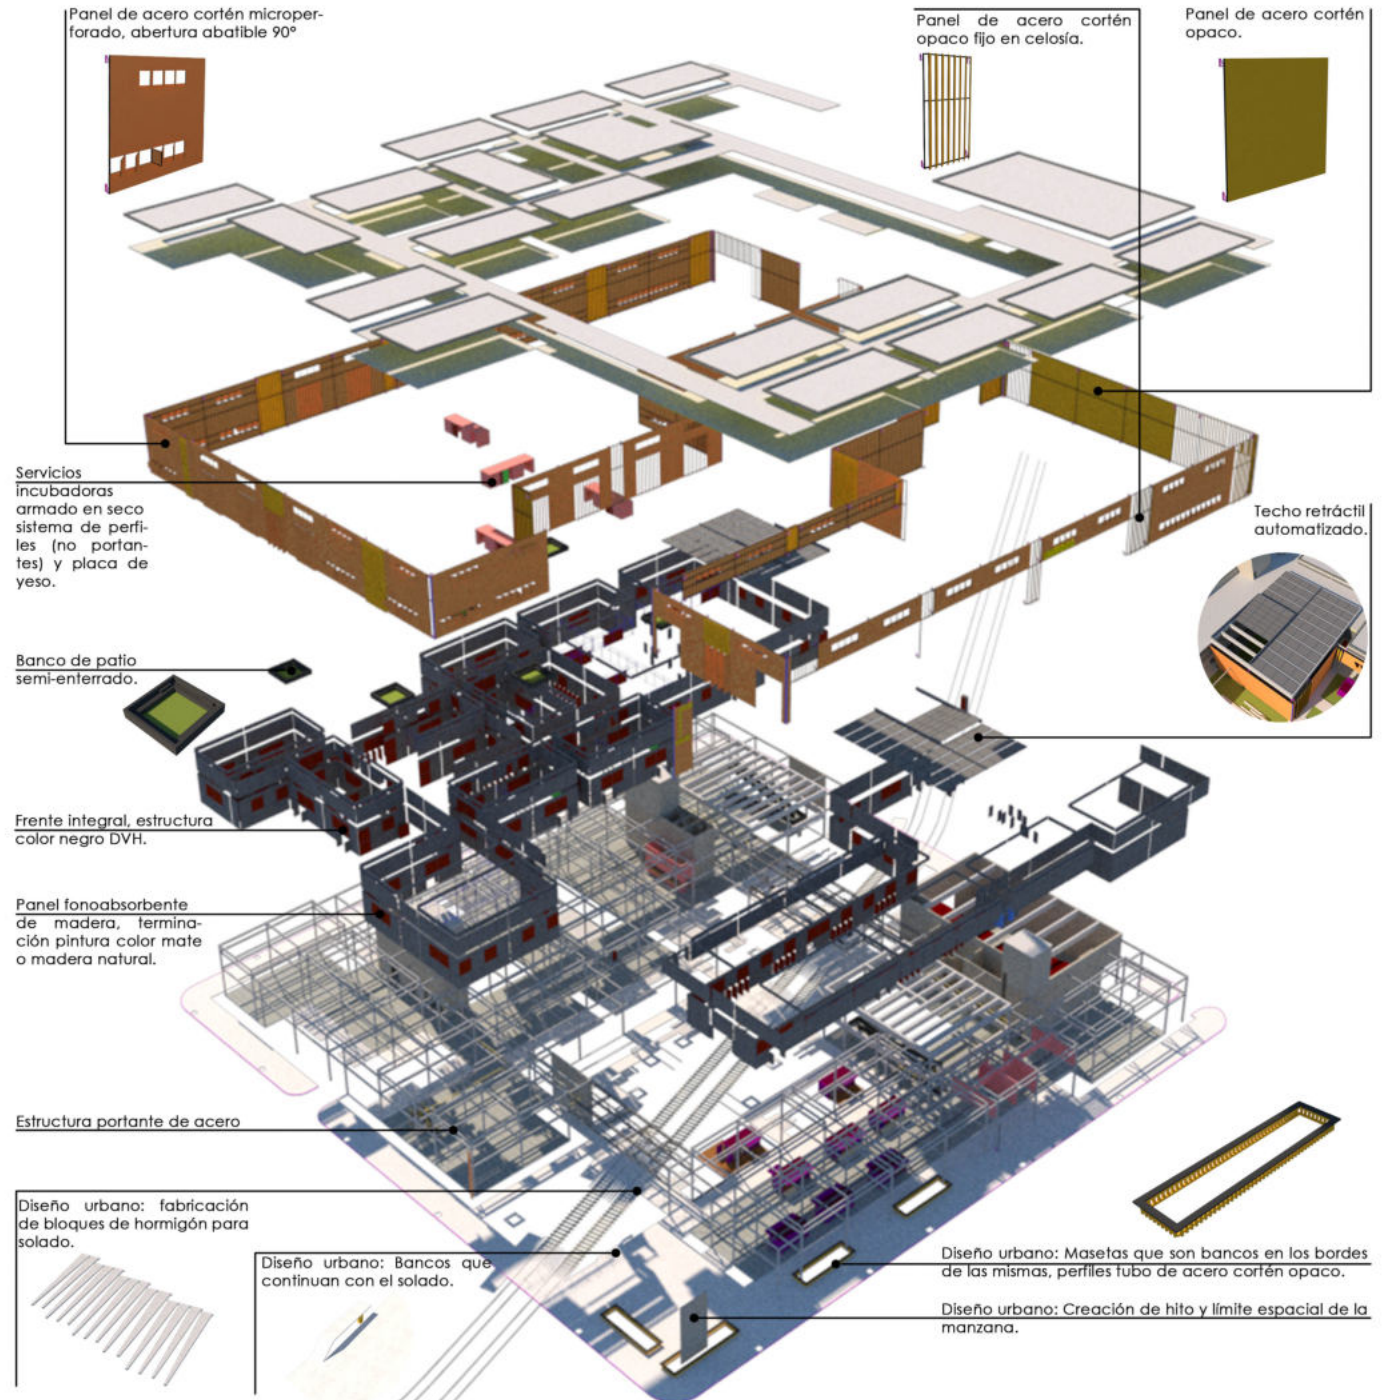 Panel de acero cortén microper-
forado, abertura abatible 90°
Panel de acero cortén
opaco fijo en celosía.
Panel de acero cortén
opaco.
Servicios
incubadoras
armado en seco
sistema de perfi-
les (no portan-
tes) y placa de
yeso.
Techo retráctil
automatizado.
Banco de patio
semi-enterrado.
Frente integral, estructura
color negro DVH.
Panel fonoabsorbente
de madera, termina-
ción pintura color mate
o madera natural.
Estructura portante de acero
Diseño urbano: fabricación
de bloques de hormigón para
solado.
Diseño urbano: Bancos que
continuan con el solado.
Diseño urbano: Masetas que son bancos en los bordes
de las mismas, perfiles tubo de acero cortén opaco.
Diseño urbano: Creación de hito y límite espacial de la
manzana.